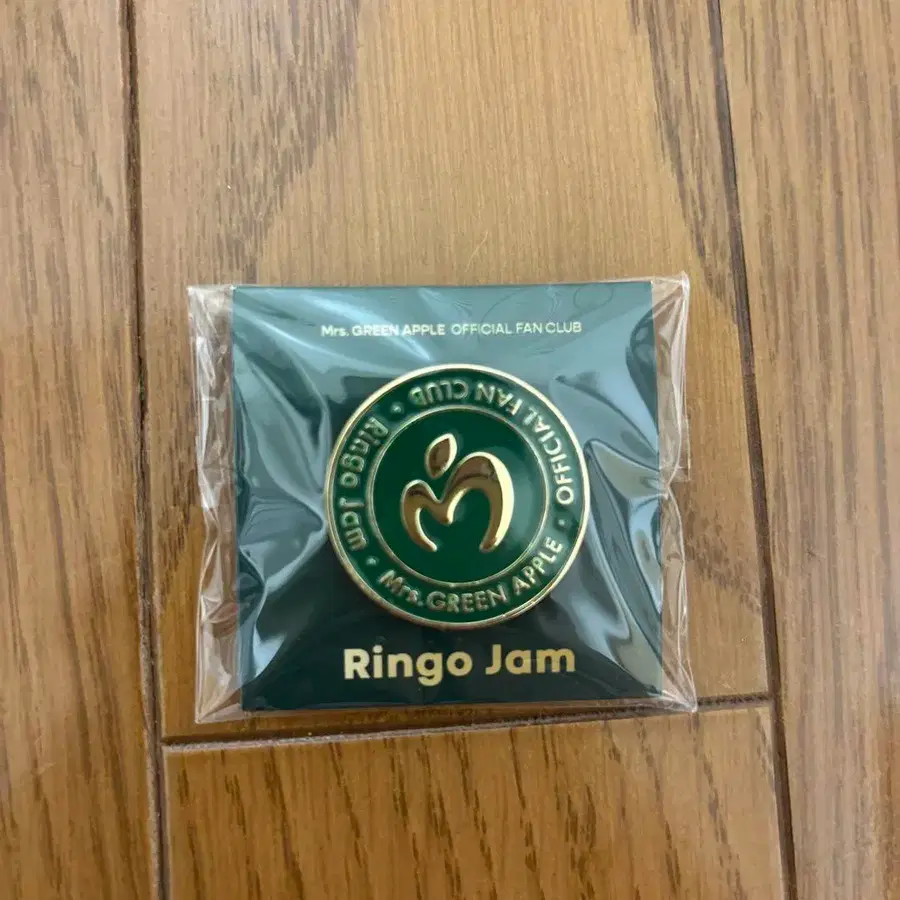 Mrs. GREEN APPLE OFFICIAL FAN CLUB
Mrs. GREEN APPLE • OFFICIAL FAN CLUB • Ringo Jam •
Ringo Jam